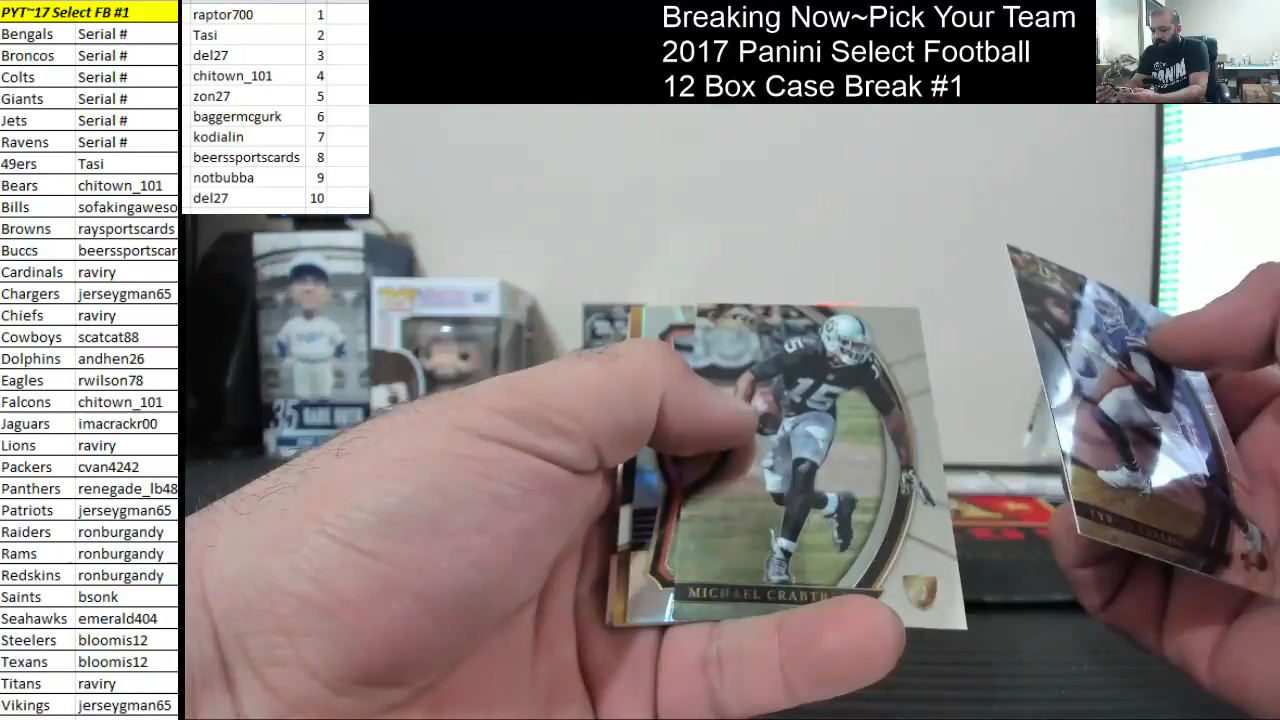 PYT~17 Select FB #1
Bengals Serial #
Broncos Serial #
Colts Serial #
Giants Serial #
Jets Serial #
Ravens Serial #
49ers Tasi
Bears chitown_101
Bills sofakingaweso
Browns raysportscards
Buccs beerssportscar
Cardinals raviry
Chargers jerseygman65
Chiefs raviry
Cowboys scatcat88
Dolphins andhen26
Eagles rwilson78
Falcons chitown_101
Jaguars imacrackr00
Lions raviry
Packers cvan4242
Panthers renegade_lb48
Patriots jerseygman65
Raiders ronburgandy
Rams ronburgandy
Redskins ronburgandy
Saints bsonk
Seahawks emerald404
Steelers bloomis12
Texans bloomis12
Titans raviry
Vikings jerseygman65
raptor700 1
Tasi 2
del27 3
chitown_101 4
zon27 5
baggermcgurk 6
kodialin 7
beerssportscards 8
notbubba 9
del27 10
Breaking Now~Pick Your Team
2017 Panini Select Football
12 Box Case Break #1
15
MICHAEL CRABTR
35